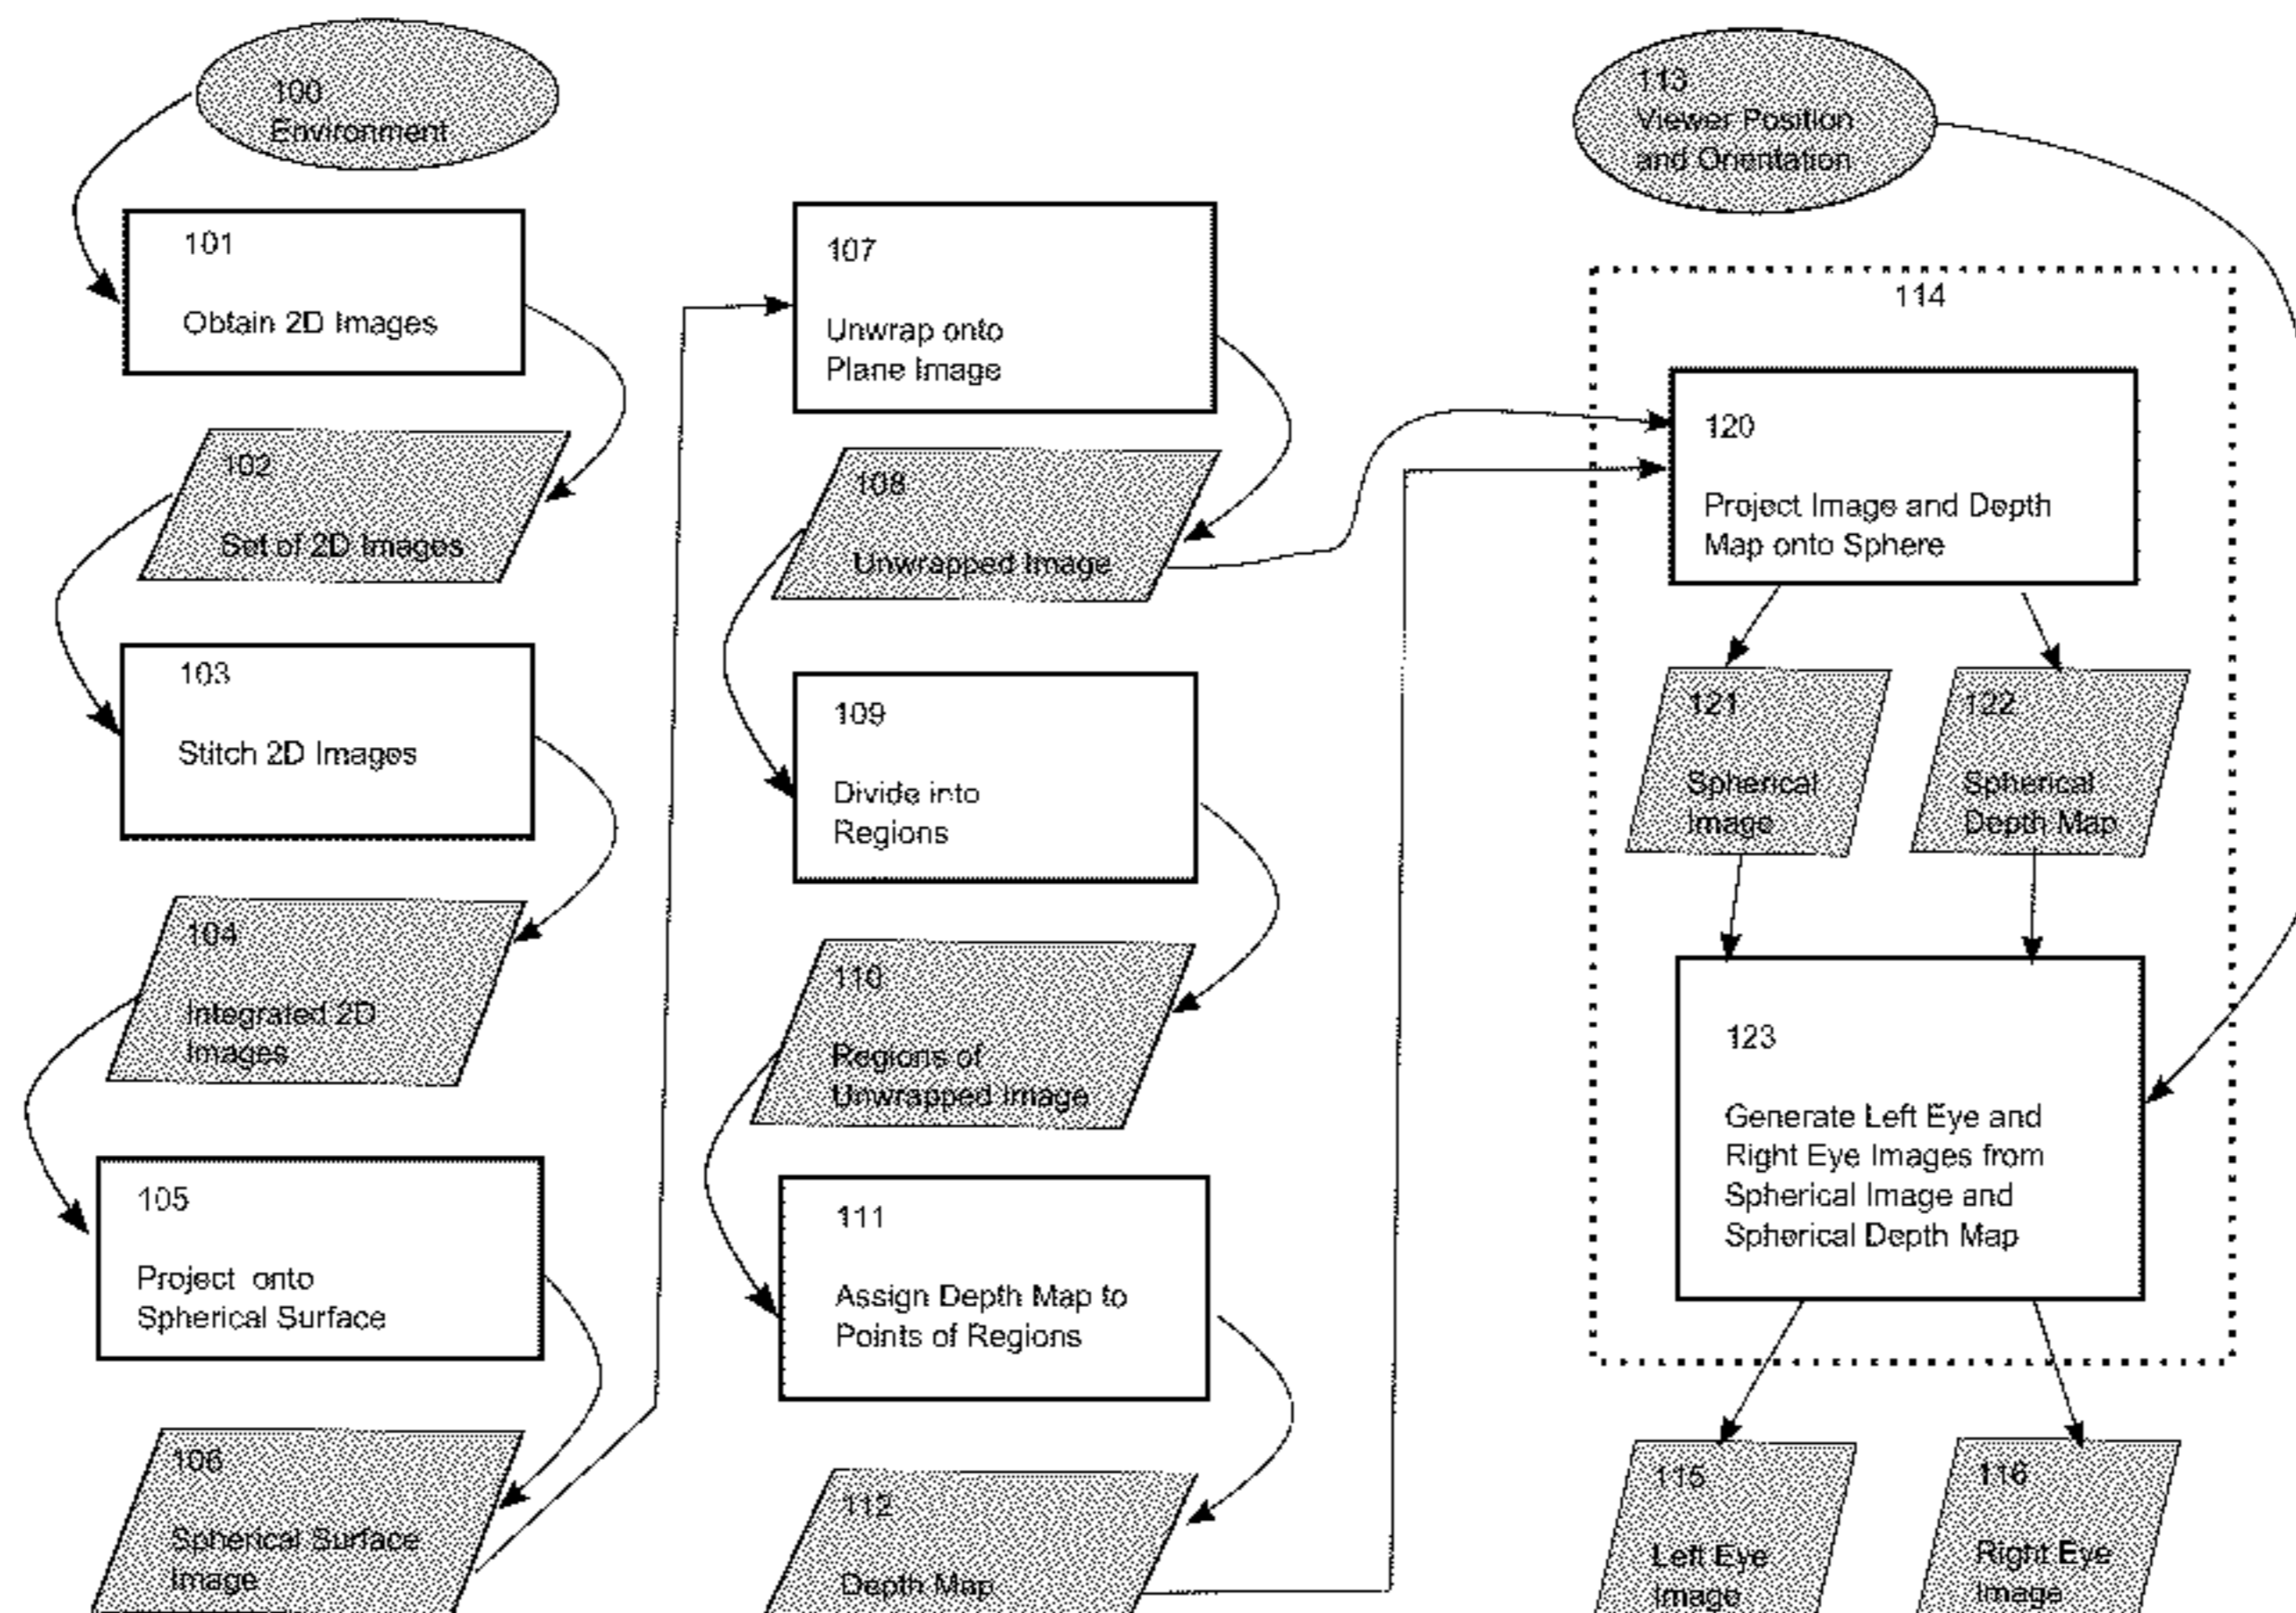 100
Environment
101
Obtain 2D Images
102
Set of 2D Images
103
Stitch 2D Images
104
Integrated 2D
Images
105
Project onto
Spherical Surface
106
Spherical Surface
Image
107
Unwrap onto
Plane Image
108
Unwrapped Image
109
Divide into
Regions
110
Regions of
Unwrapped Image
111
Assign Depth Map to
Points of Regions
112
Depth Map
113
Viewer Position
and Orientation
114
120
Project Image and Depth
Map onto Sphere
121
Spherical
Image
122
Spherical
Depth Map
123
Generate Left Eye and
Right Eye Images from
Spherical Image and
Spherical Depth Map
115
Left Eye
Image
116
Right Eye
Image